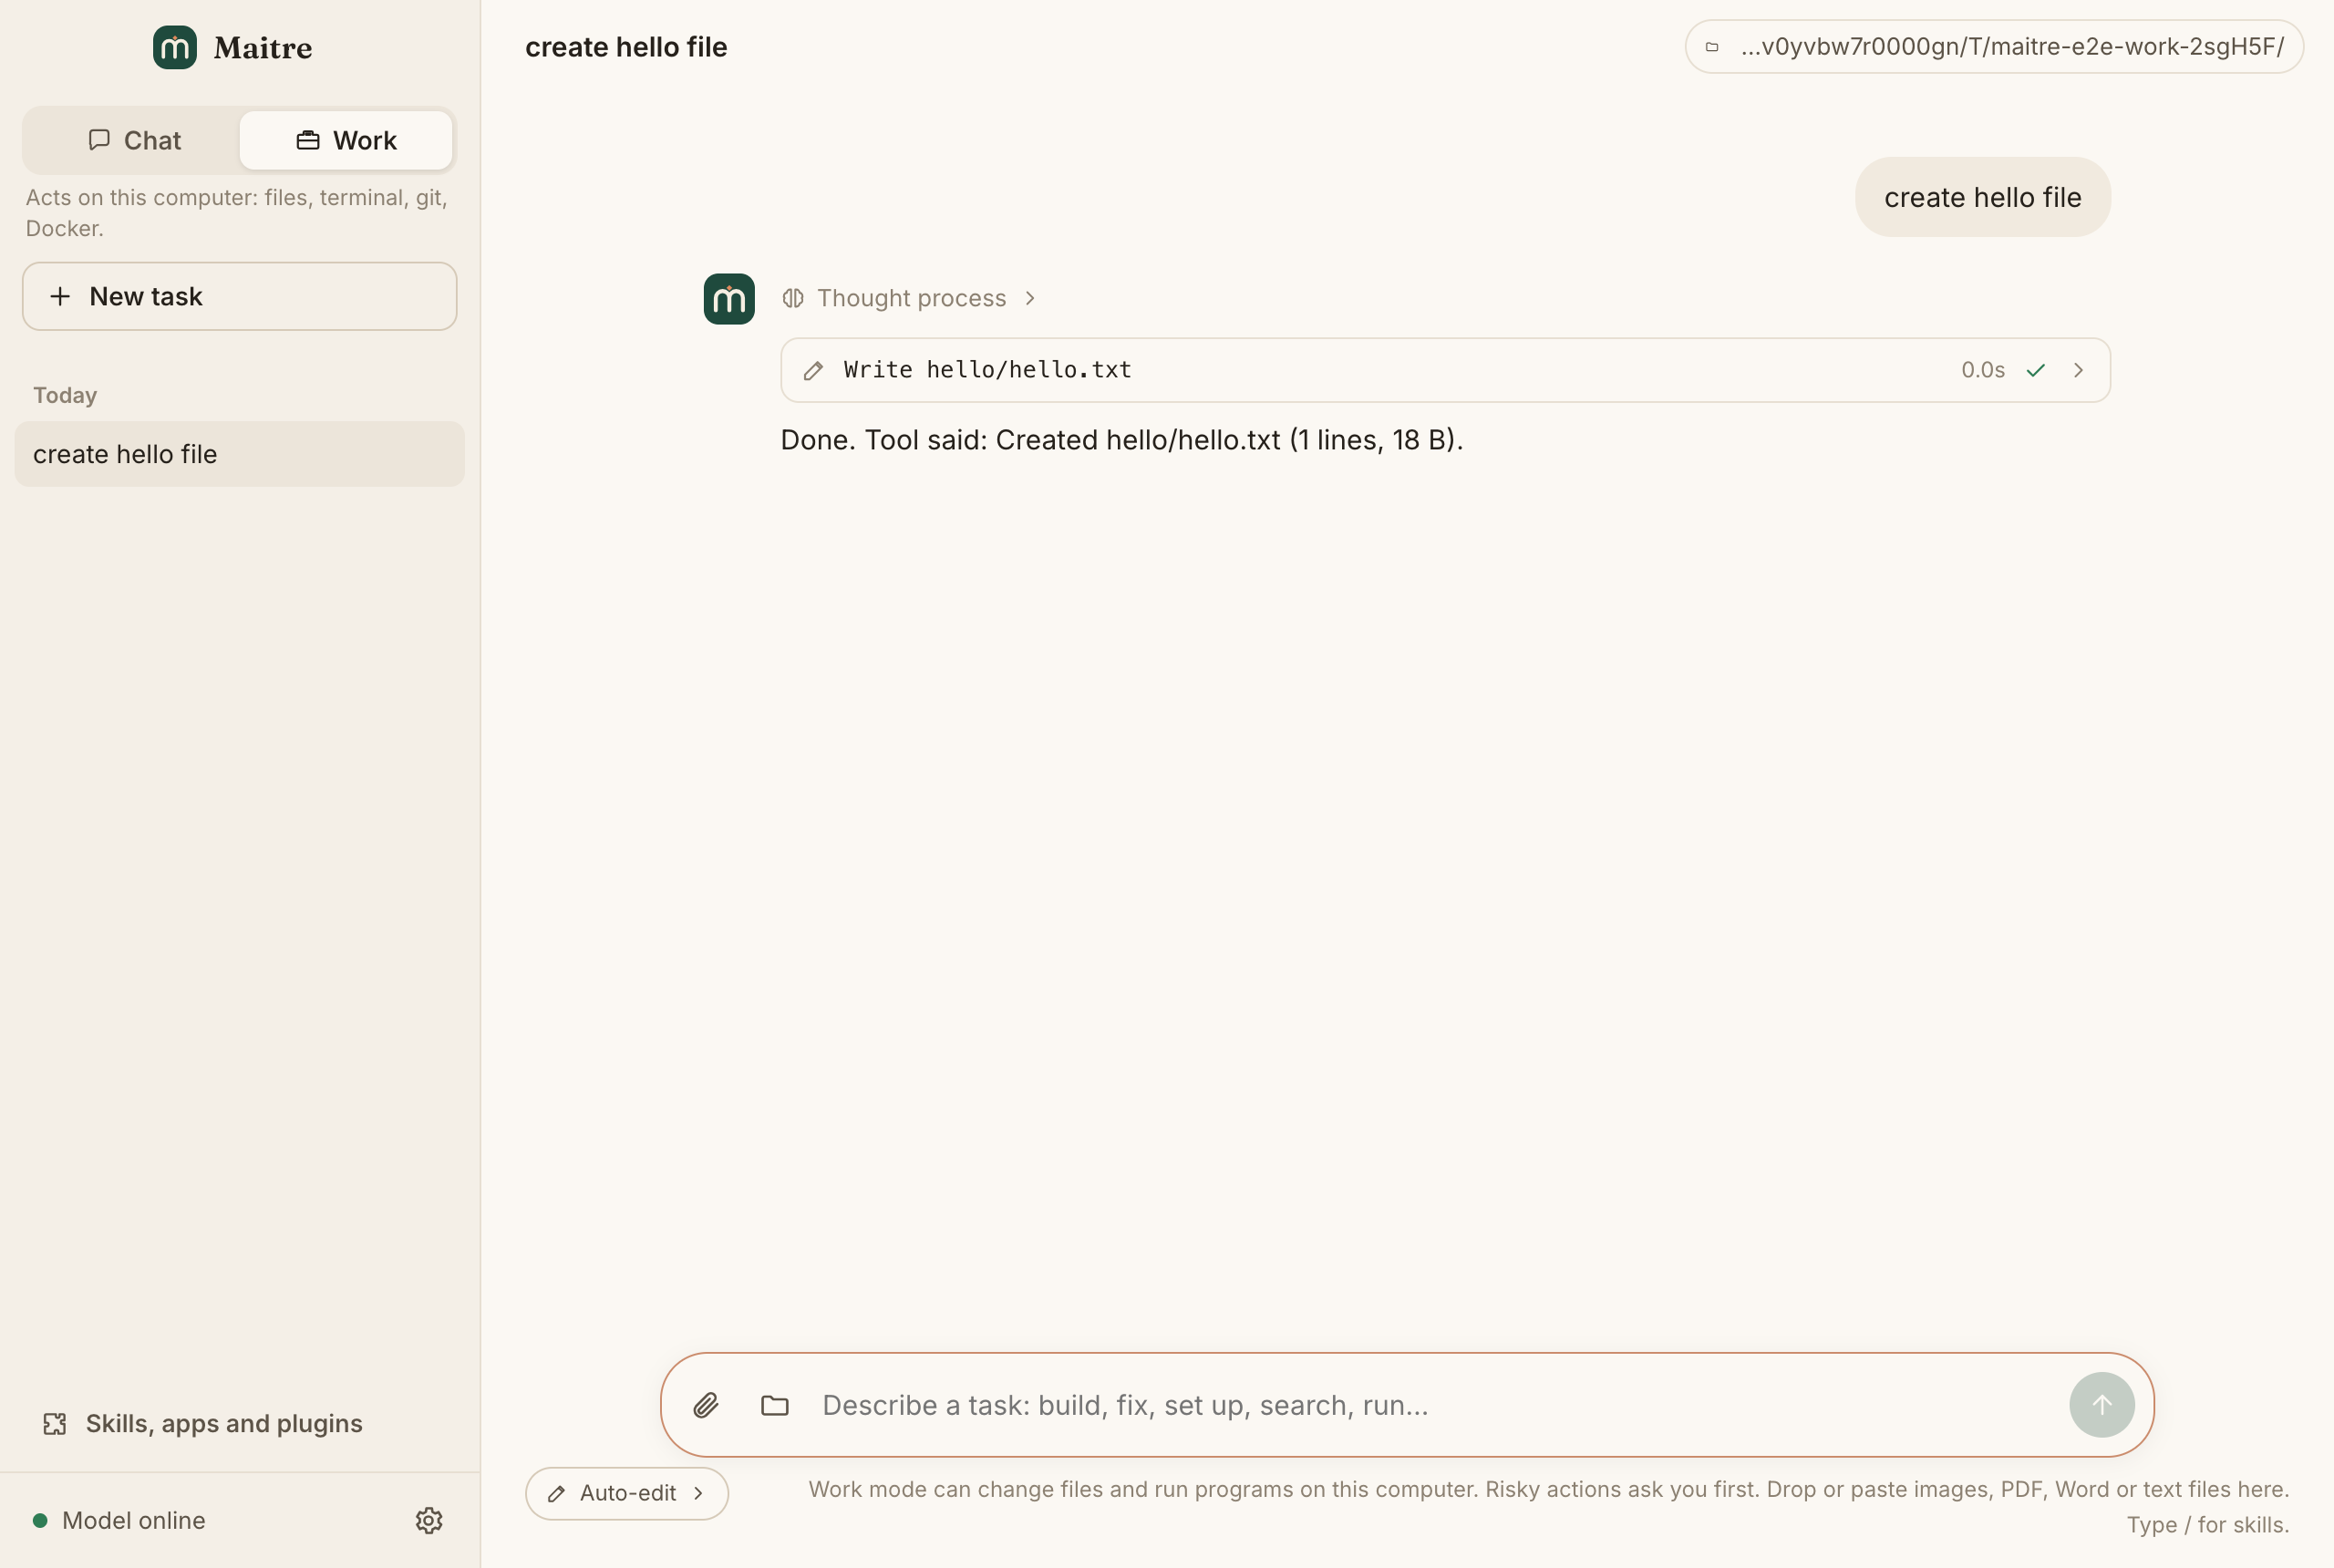 Maitre
Chat
Work
Acts on this computer: files, terminal, git,
Docker.
New task
Today
create hello file
Skills, apps and plugins
Model online
create hello file
...v0yvbw7r0000gn/T/maitre-e2e-work-2sgH5F/
create hello file
Thought process
Write hello/hello.txt
0.0s
Done. Tool said: Created hello/hello.txt (1 lines, 18 B).
Describe a task: build, fix, set up, search, run...
Auto-edit
Work mode can change files and run programs on this computer. Risky actions ask you first. Drop or paste images, PDF, Word or text files here.
Type / for skills.